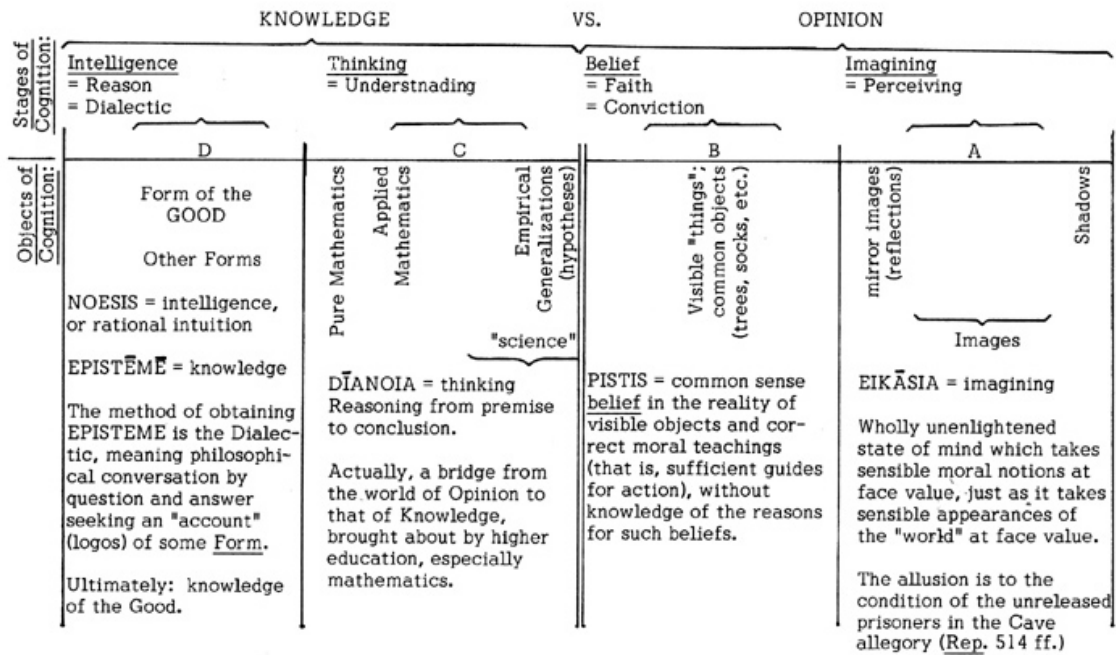 KNOWLEDGE VS. OPINION
Stages of
Cognition:
Intelligence
= Reason
= Dialectic
Thinking
= Understnading
Belief
= Faith
= Conviction
Imagining
= Perceiving
Objects of
Cognition:
D
Form of the
GOOD
Other Forms
NOESIS = intelligence,
or rational intuition
EPISTĒMĒ = knowledge
The method of obtaining
EPISTEME is the Dialec-
tic, meaning philosophi-
cal conversation by
question and answer
seeking an "account"
(logos) of some Form.
Ultimately: knowledge
of the Good.
C
Pure Mathematics
Applied
Mathematics
Empirical
Generalizations
(hypotheses)
"science"
DĪANOIA = thinking
Reasoning from premise
to conclusion.
Actually, a bridge from
the world of Opinion to
that of Knowledge,
brought about by higher
education, especially
mathematics.
B
Visible "things";
common objects
(trees, socks, etc.)
PISTIS = common sense
belief in the reality of
visible objects and cor-
rect moral teachings
(that is, sufficient guides
for action), without
knowledge of the reasons
for such beliefs.
A
mirror images
(reflections)
Shadows
Images
EIKĀSIA = imagining
Wholly unenlightened
state of mind which takes
sensible moral notions at
face value, just as it takes
sensible appearances of
the "world" at face value.
The allusion is to the
condition of the unreleased
prisoners in the Cave
allegory (Rep. 514 ff.)